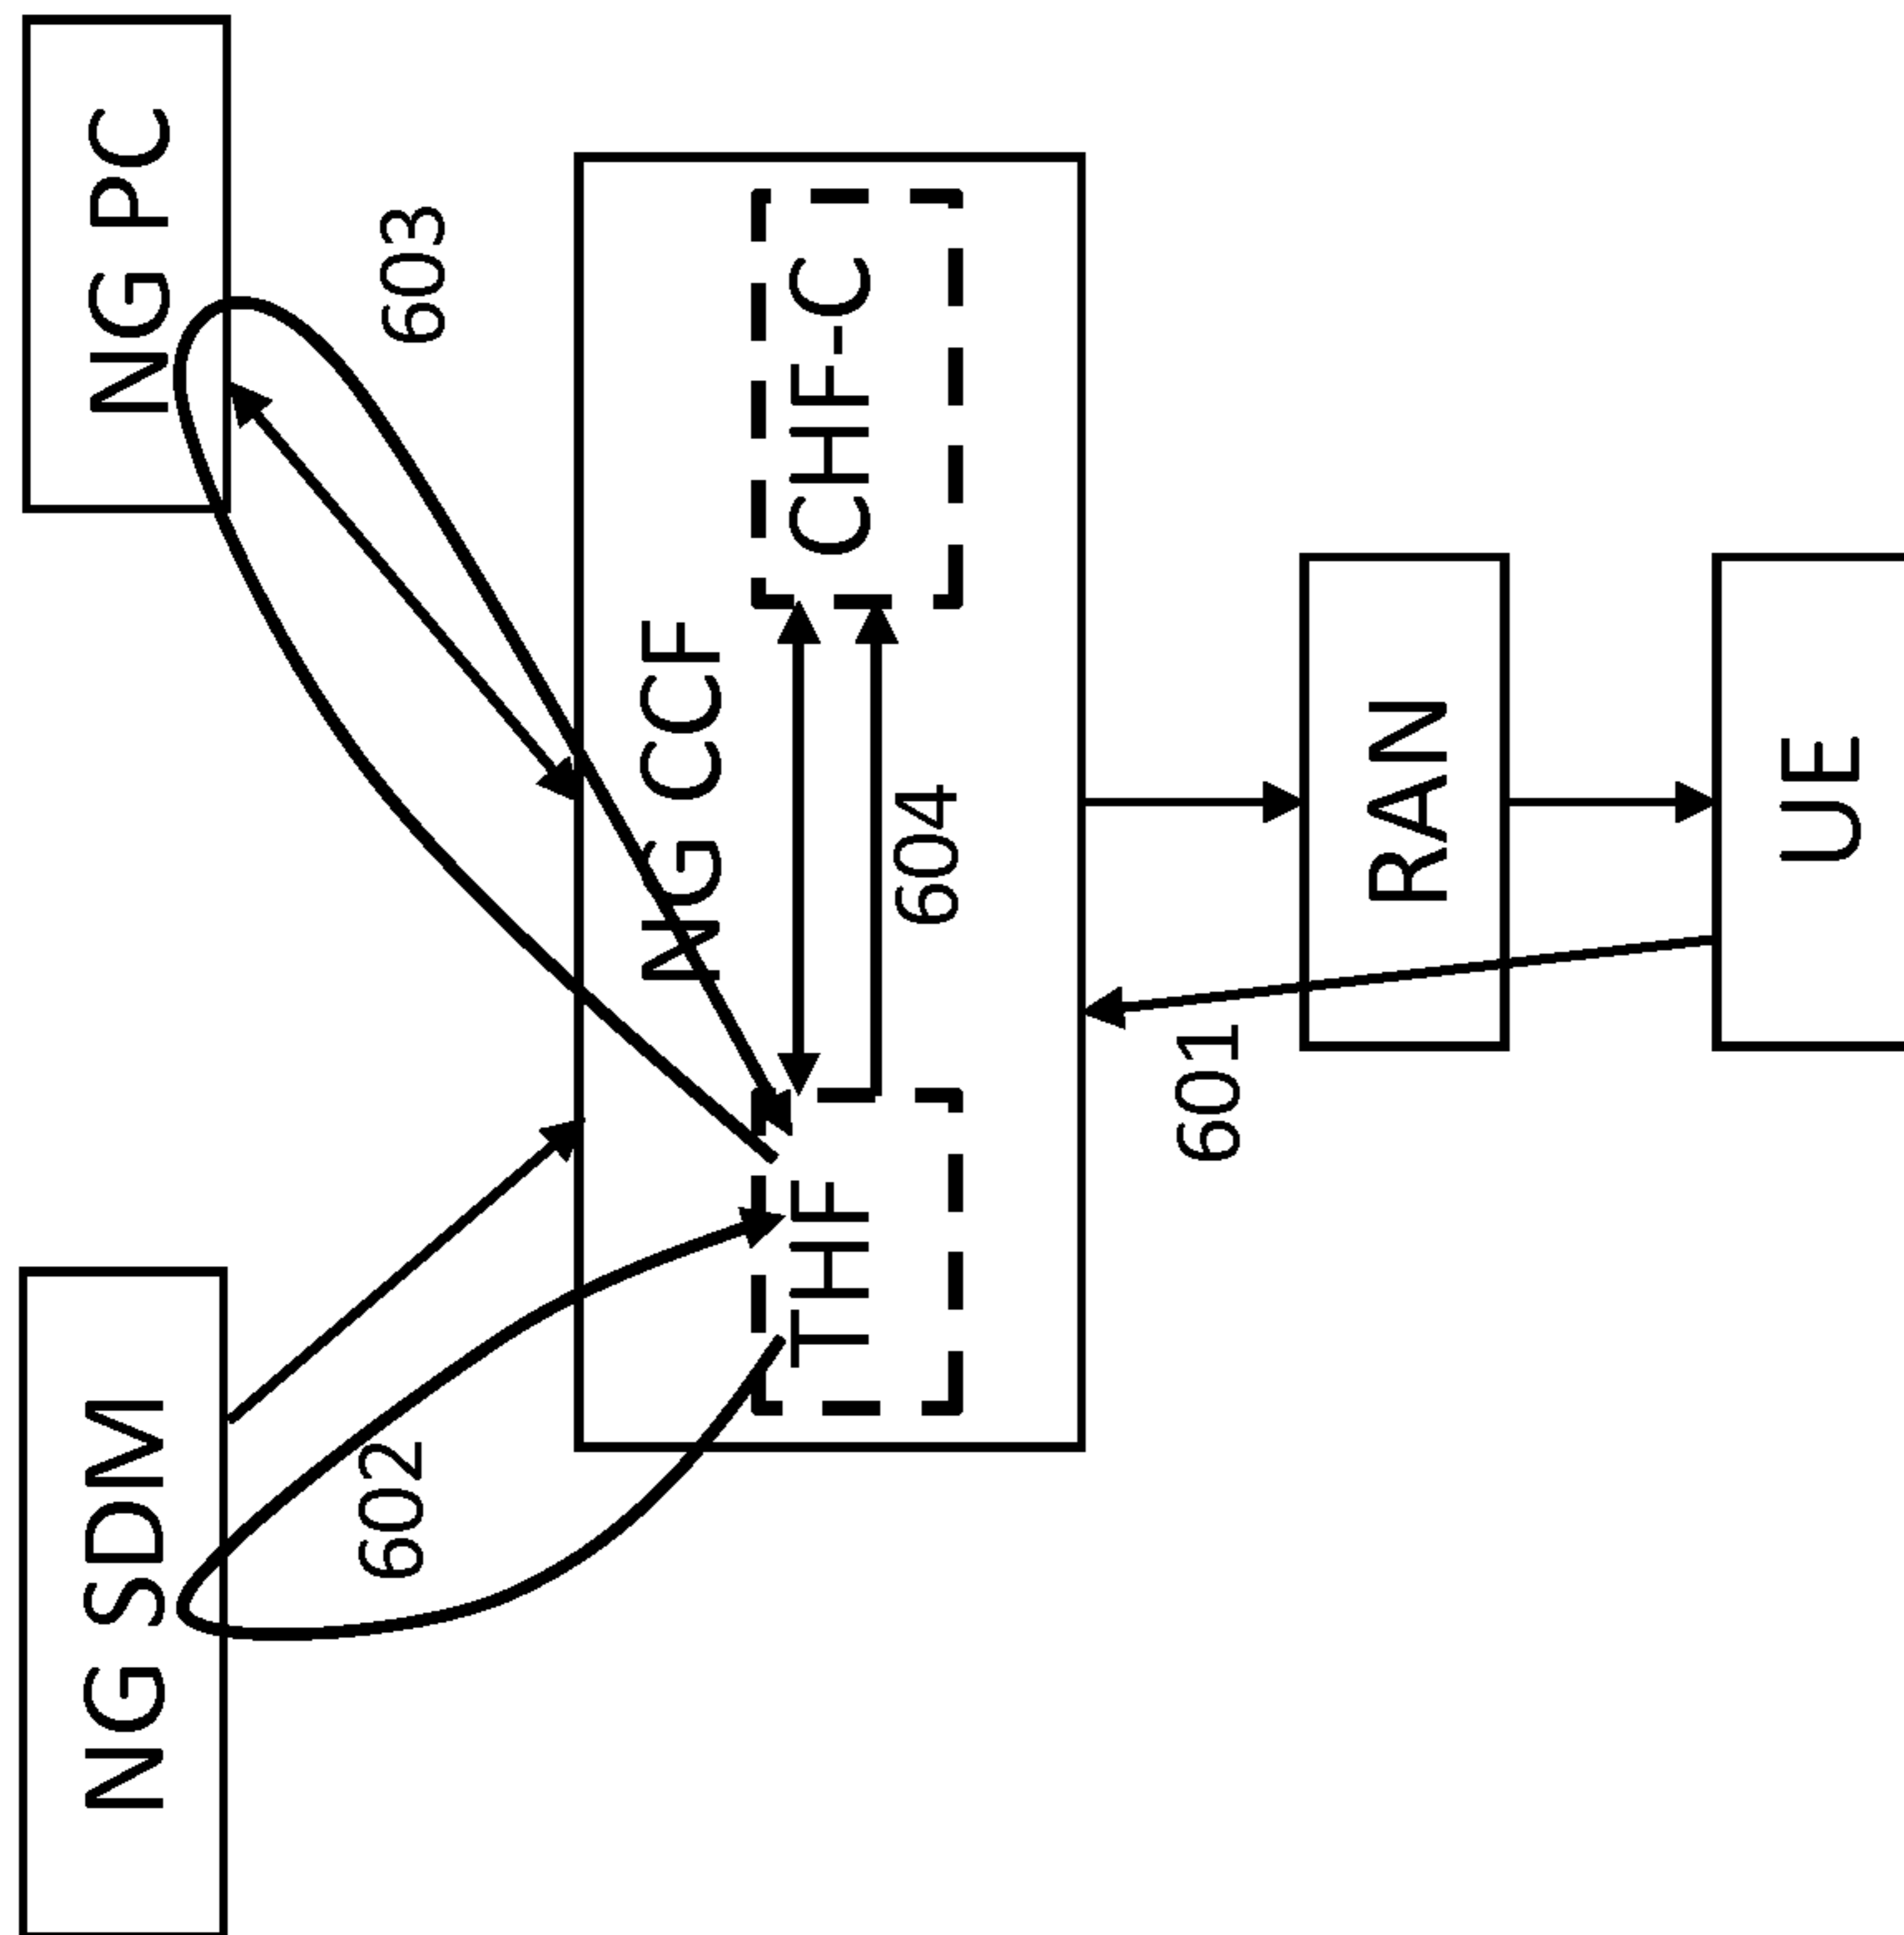 NG SDM
NG PC
602
603
NG CCF
THF
CHF-C
604
601
RAN
UE